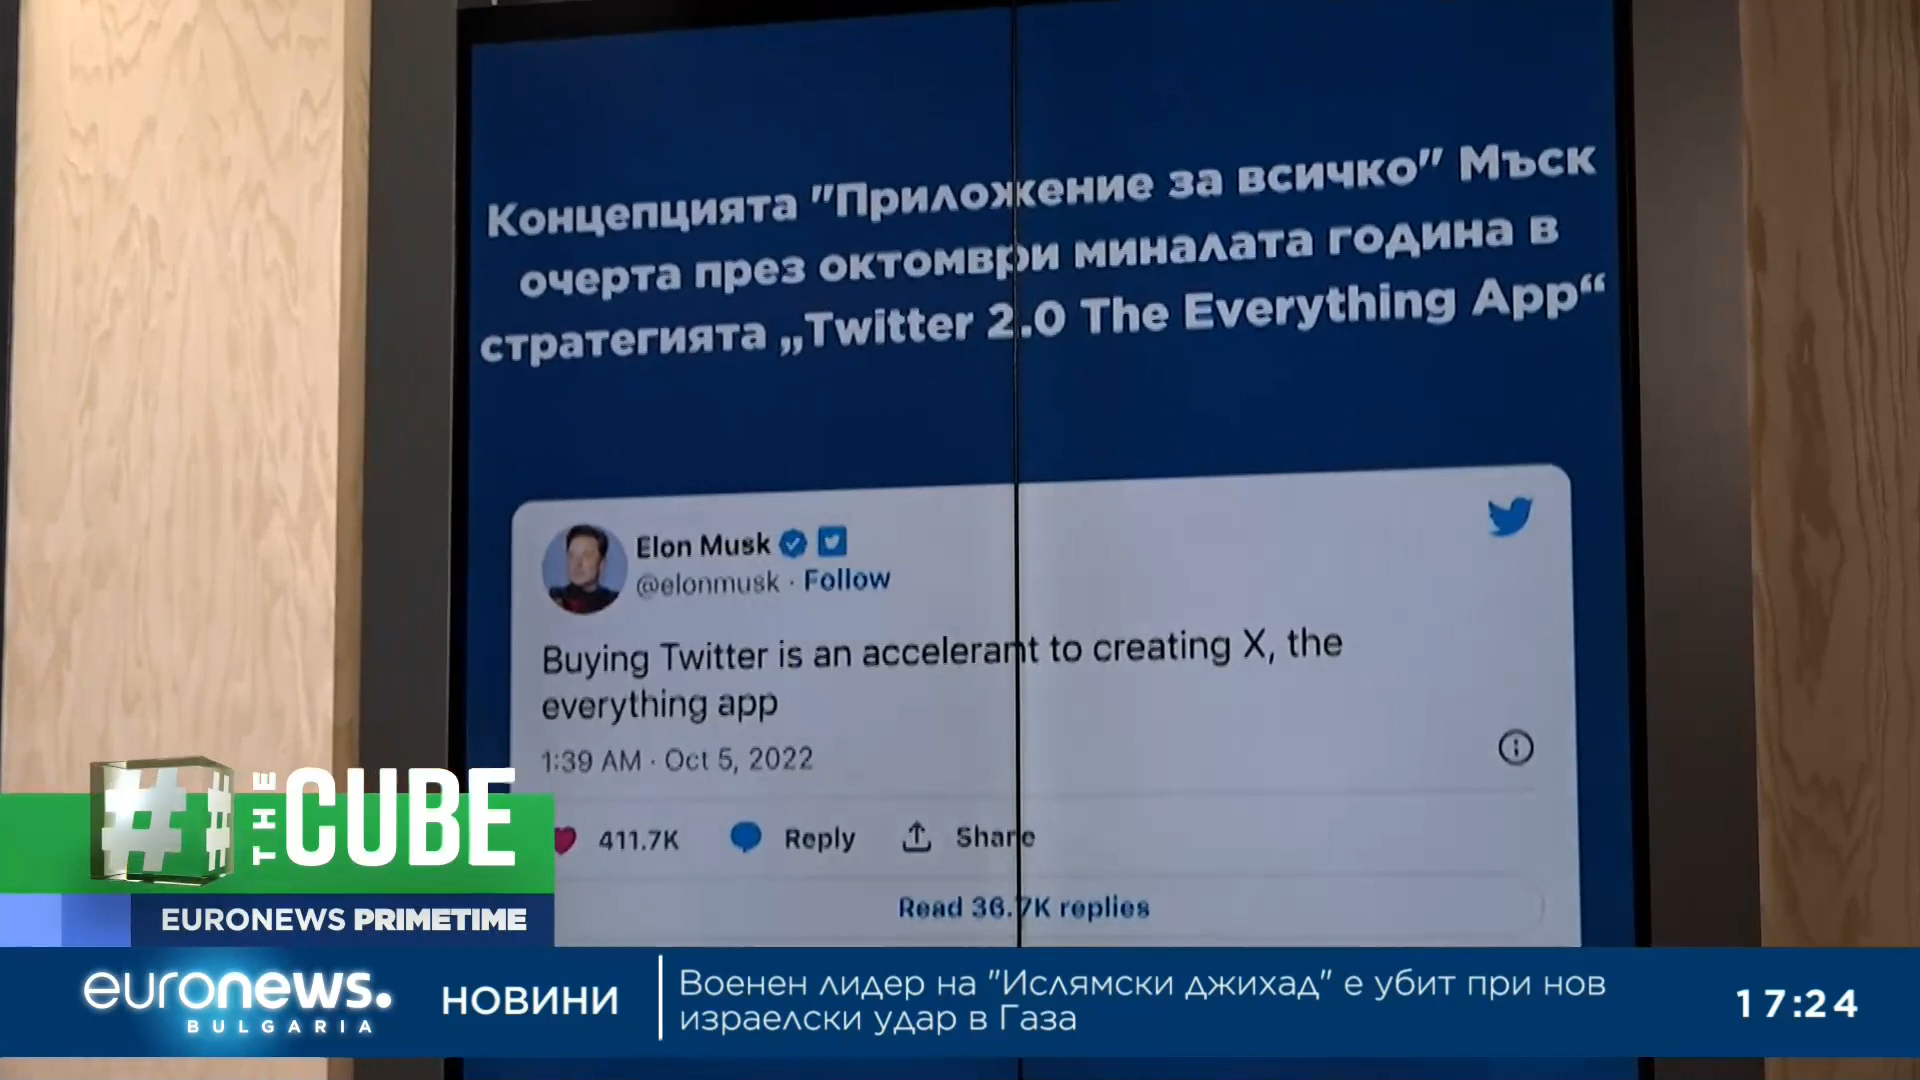 Концепцията "Приложение за всичко" Мъск
очерта през октомври миналата година в
стратегията „Twitter 2.0 The Everything App“
Elon Musk
@elonmusk · Follow
Buying Twitter is an accelerant to creating X, the
everything app
1:39 AM · Oct 5, 2022
411.7K Reply Share
Read 36.7K replies
# # THE CUBE
EURONEWS PRIMETIME
euronews.
BULGARIA
НОВИНИ
Военен лидер на "Ислямски джихад" е убит при нов
израелски удар в Газа
17:24